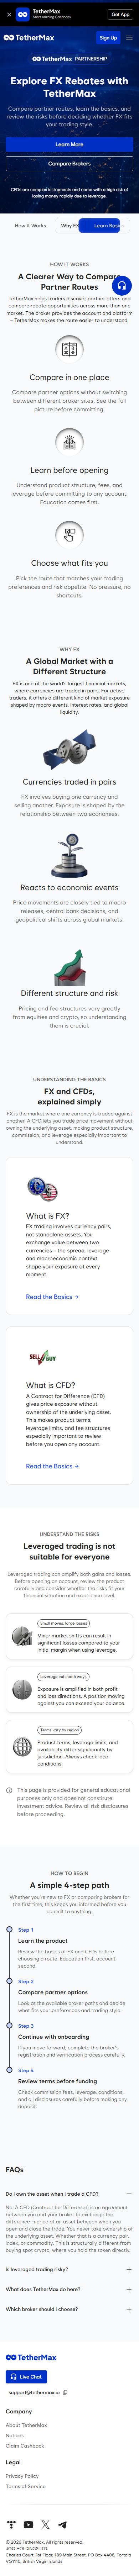 TetherMax
Start earning Cashback
Get App
TetherMax
Sign Up
TetherMax PARTNERSHIP
Explore FX Rebates with
TetherMax
Compare partner routes, learn the basics, and review
the risks before deciding whether FX fits
your trading style.
Learn More
Compare Brokers
CFDs are complex instruments and come with a high risk of
losing money rapidly due to leverage.
How It Works
Why FX
Learn Basics
HOW IT WORKS
A Clearer Way to Compare
Partner Routes
TetherMax helps traders discover partner offers and
compare rebate opportunities across more than one
market. The broker provides the account and platform
– TetherMax makes the route easier to understand.
Compare in one place
Compare partner options without switching
between different broker sites. See the full
picture before committing.
Learn before opening
Understand product structure, fees, and
leverage before committing to any account.
Education comes first.
Choose what fits you
Pick the route that matches your trading
preferences and risk appetite. No pressure, no
shortcuts.
WHY FX
A Global Market with a
Different Structure
FX is one of the world's largest financial markets,
where currencies are traded in pairs. For active
traders, it offers a different kind of market exposure
shaped by macro events, interest rates, and global
liquidity.
Currencies traded in pairs
FX involves buying one currency and
selling another. Exposure is shaped by the
relationship between two economies.
Reacts to economic events
Price movements are closely tied to macro
releases, central bank decisions, and
geopolitical shifts across global markets.
Different structure and risk
Pricing and fee structures vary greatly
from equities and crypto, so understanding
them is crucial.
UNDERSTANDING THE BASICS
FX and CFDs,
explained simply
FX is the market where one currency is traded against
another. A CFD lets you trade price movement without
owning the underlying asset, making product structure,
commission, and leverage especially important to
understand.
What is FX?
FX trading involves currency pairs,
not standalone assets. You
exchange value between two
currencies – the spread, leverage
and macroeconomic context
shape your exposure at every
moment.
Read the Basics →
SELL
BUY
What is CFD?
A Contract for Difference (CFD)
gives price exposure without
ownership of the underlying asset.
This makes product terms,
leverage limits, and fee structures
especially important to review
before you open any account.
Read the Basics →
UNDERSTAND THE RISKS
Leveraged trading is not
suitable for everyone
Leveraged trading can amplify both gains and losses.
Before opening an account, review the product
carefully and consider whether the risks fit your
financial situation and experience level.
Small moves, large losses
Minor market shifts can result in
significant losses compared to your
initial margin when using leverage.
Leverage cuts both ways
Exposure is amplified in both profit
and loss directions. A position moving
against you can exceed your balance.
Terms vary by region
Product terms, leverage limits, and
availability differ significantly by
jurisdiction. Always check local
conditions.
This page is provided for general educational
purposes only and does not constitute
investment advice. Review all risk disclosures
before proceeding.
HOW TO BEGIN
A simple 4-step path
Whether you're new to FX or comparing brokers
for the first time, this keeps you informed before you
commit to anything.
Step 1
Learn the product
Review the basics of FX and CFDs before
choosing a route. Education first, account
second.
Step 2
Compare partner options
Look at the available broker paths and decide
what fits your preferences and trading style.
Step 3
Continue with onboarding
If you move forward, complete the broker's
registration and verification process carefully.
Step 4
Review terms before funding
Check commission fees, leverage, conditions,
and all disclosures carefully before making any
deposit.
FAQs
Do I own the asset when I trade a CFD?
No. A CFD (Contract for Difference) is an agreement
between you and your broker to exchange the
difference in price of an asset between when you
open and close the trade. You never take ownership
of the underlying asset. Whether that is a currency pair,
index, or commodity. This is structurally different from
buying spot crypto, where you hold the token directly.
Is leveraged trading risky?
What does TetherMax do here?
Which broker should I choose?
TetherMax
Live Chat
support@tethermax.io
Company
About TetherMax
Notices
Claim Cashback
Legal
Privacy Policy
Terms of Service
© 2026 TetherMax. All rights reserved.
JOO HOLDINGS LTD.
Charles Court, 1st Floor, 189 Main Street, PO Box 4406, Tortola
VG1110, British Virgin Islands